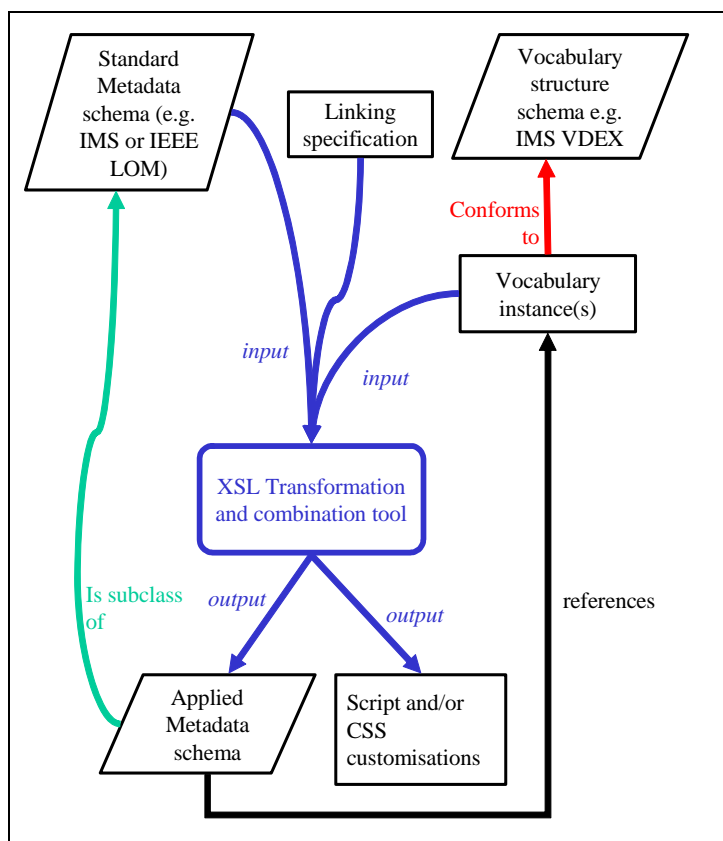 Standard
Metadata
schema (e.g.
IMS or IEEE
LOM)
Linking
specification
Vocabulary
structure
schema e.g.
IMS VDEX
Conforms
to
Vocabulary
instance(s)
input
input
XSL Transformation
and combination tool
Is subclass
of
output
output
references
Applied
Metadata
schema
Script and/or
CSS
customisations